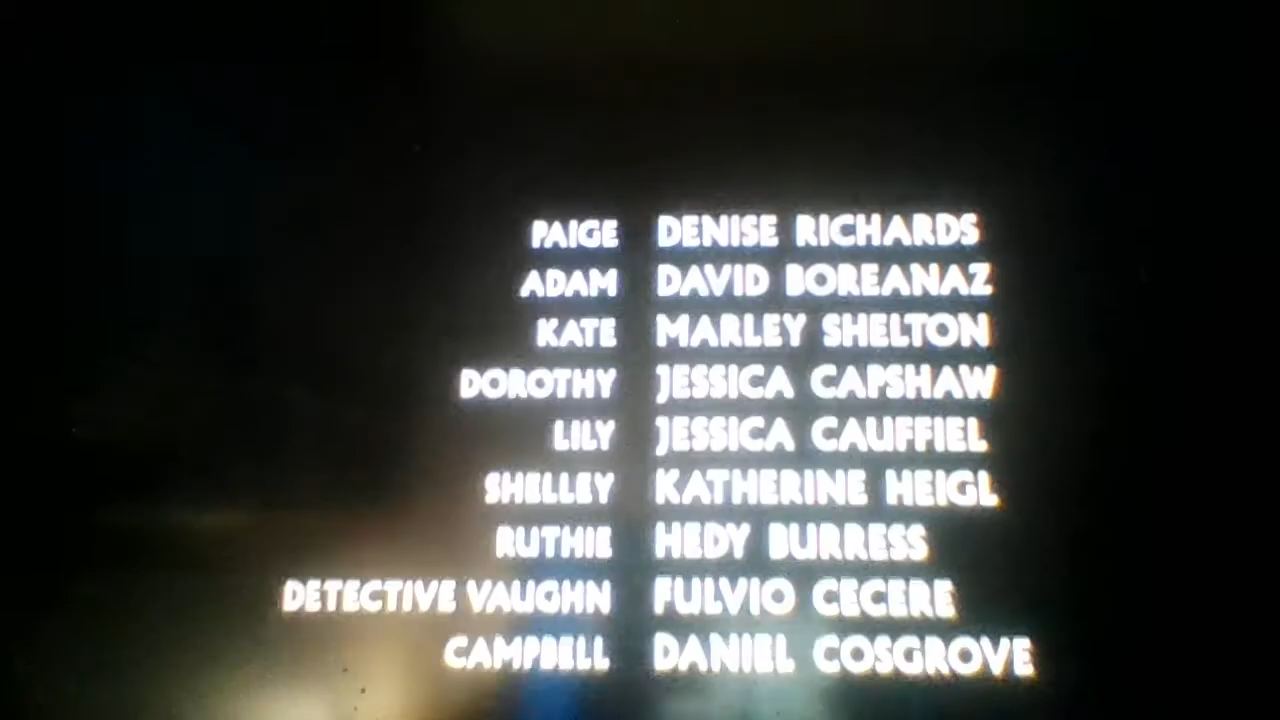 PAIGE DENISE RICHARDS
ADAM DAVID BOREANAZ
KATE MARLEY SHELTON
DOROTHY JESSICA CAPSHAW
LILY JESSICA CAUFFIEL
SHELLEY KATHERINE HEIGL
RUTHIE HEDY BURRESS
DETECTIVE VAUGHN FULVIO CECERE
CAMPBELL DANIEL COSGROVE